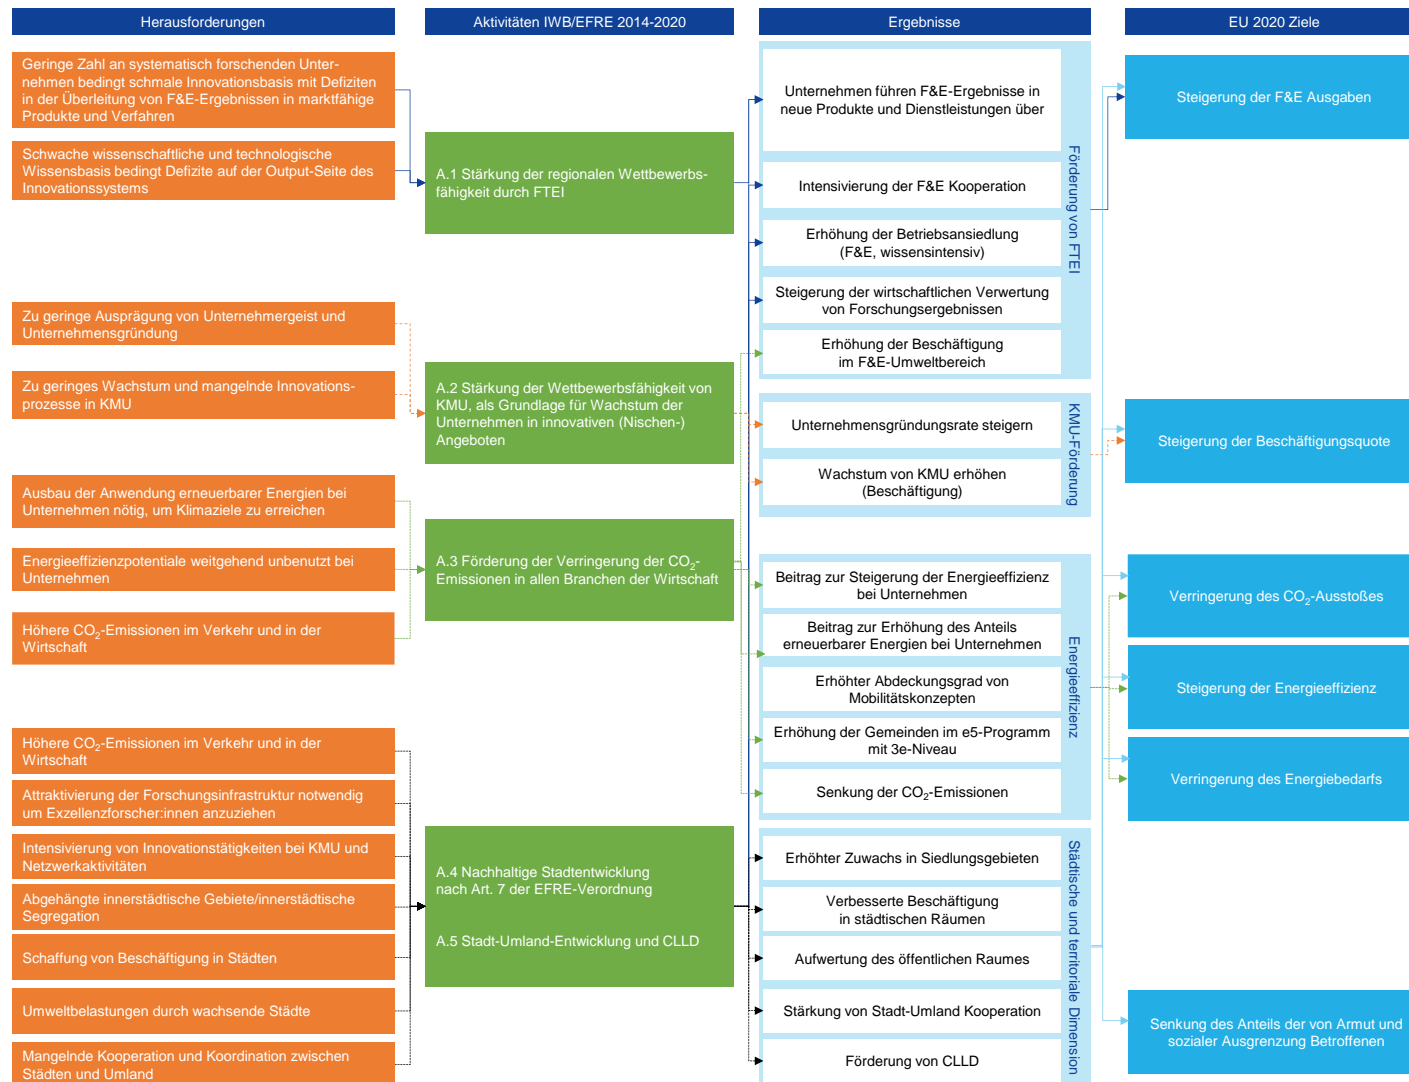 Herausforderungen
Geringe Zahl an systematisch forschenden Unter-
nehmen bedingt schmale Innovationsbasis mit Defiziten
in der Überleitung von F&E-Ergebnissen in marktfähige
Produkte und Verfahren
Schwache wissenschaftliche und technologische
Wissensbasis bedingt Defizite auf der Output-Seite des
Innovationssystems
Zu geringe Ausprägung von Unternehmergeist und
Unternehmensgründung
Zu geringes Wachstum und mangelnde Innovations-
prozesse in KMU
Ausbau der Anwendung erneuerbarer Energien bei
Unternehmen nötig, um Klimaziele zu erreichen
Energieeffizienzpotentiale weitgehend unbenutzt bei
Unternehmen
Höhere CO₂-Emissionen im Verkehr und in der
Wirtschaft
Höhere CO₂-Emissionen im Verkehr und in der
Wirtschaft
Attraktivierung der Forschungsinfrastruktur notwendig
um Exzellenzforscher:innen anzuziehen
Intensivierung von Innovationstätigkeiten bei KMU und
Netzwerkaktivitäten
Abgehängte innerstädtische Gebiete/innerstädtische
Segregation
Schaffung von Beschäftigung in Städten
Umweltbelastungen durch wachsende Städte
Mangelnde Kooperation und Koordination zwischen
Städten und Umland
Aktivitäten IWB/EFRE 2014-2020
A.1 Stärkung der regionalen Wettbewerbs-
fähigkeit durch FTEI
A.2 Stärkung der Wettbewerbsfähigkeit von
KMU, als Grundlage für Wachstum der
Unternehmen in innovativen (Nischen-)
Angeboten
A.3 Förderung der Verringerung der CO₂-
Emissionen in allen Branchen der Wirtschaft
A.4 Nachhaltige Stadtentwicklung
nach Art. 7 der EFRE-Verordnung
A.5 Stadt-Umland-Entwicklung und CLLD
Ergebnisse
Unternehmen führen F&E-Ergebnisse in
neue Produkte und Dienstleistungen über
Intensivierung der F&E Kooperation
Erhöhung der Betriebsansiedlung
(F&E, wissensintensiv)
Steigerung der wirtschaftlichen Verwertung
von Forschungsergebnissen
Erhöhung der Beschäftigung
im F&E-Umweltbereich
Förderung von FTEI
Unternehmensgründungsrate steigern
Wachstum von KMU erhöhen
(Beschäftigung)
KMU-Förderung
Beitrag zur Steigerung der Energieeffizienz
bei Unternehmen
Beitrag zur Erhöhung des Anteils
erneuerbarer Energien bei Unternehmen
Erhöhter Abdeckungsgrad von
Mobilitätskonzepten
Erhöhung der Gemeinden im e5-Programm
mit 3e-Niveau
Senkung der CO₂-Emissionen
Energieeffizienz
Erhöhter Zuwachs in Siedlungsgebieten
Verbesserte Beschäftigung
in städtischen Räumen
Aufwertung des öffentlichen Raumes
Stärkung von Stadt-Umland Kooperation
Förderung von CLLD
Städtische und territoriale Dimension
EU 2020 Ziele
Steigerung der F&E Ausgaben
Steigerung der Beschäftigungsquote
Verringerung des CO₂-Ausstoßes
Steigerung der Energieeffizienz
Verringerung des Energiebedarfs
Senkung des Anteils der von Armut und
sozialer Ausgrenzung Betroffenen